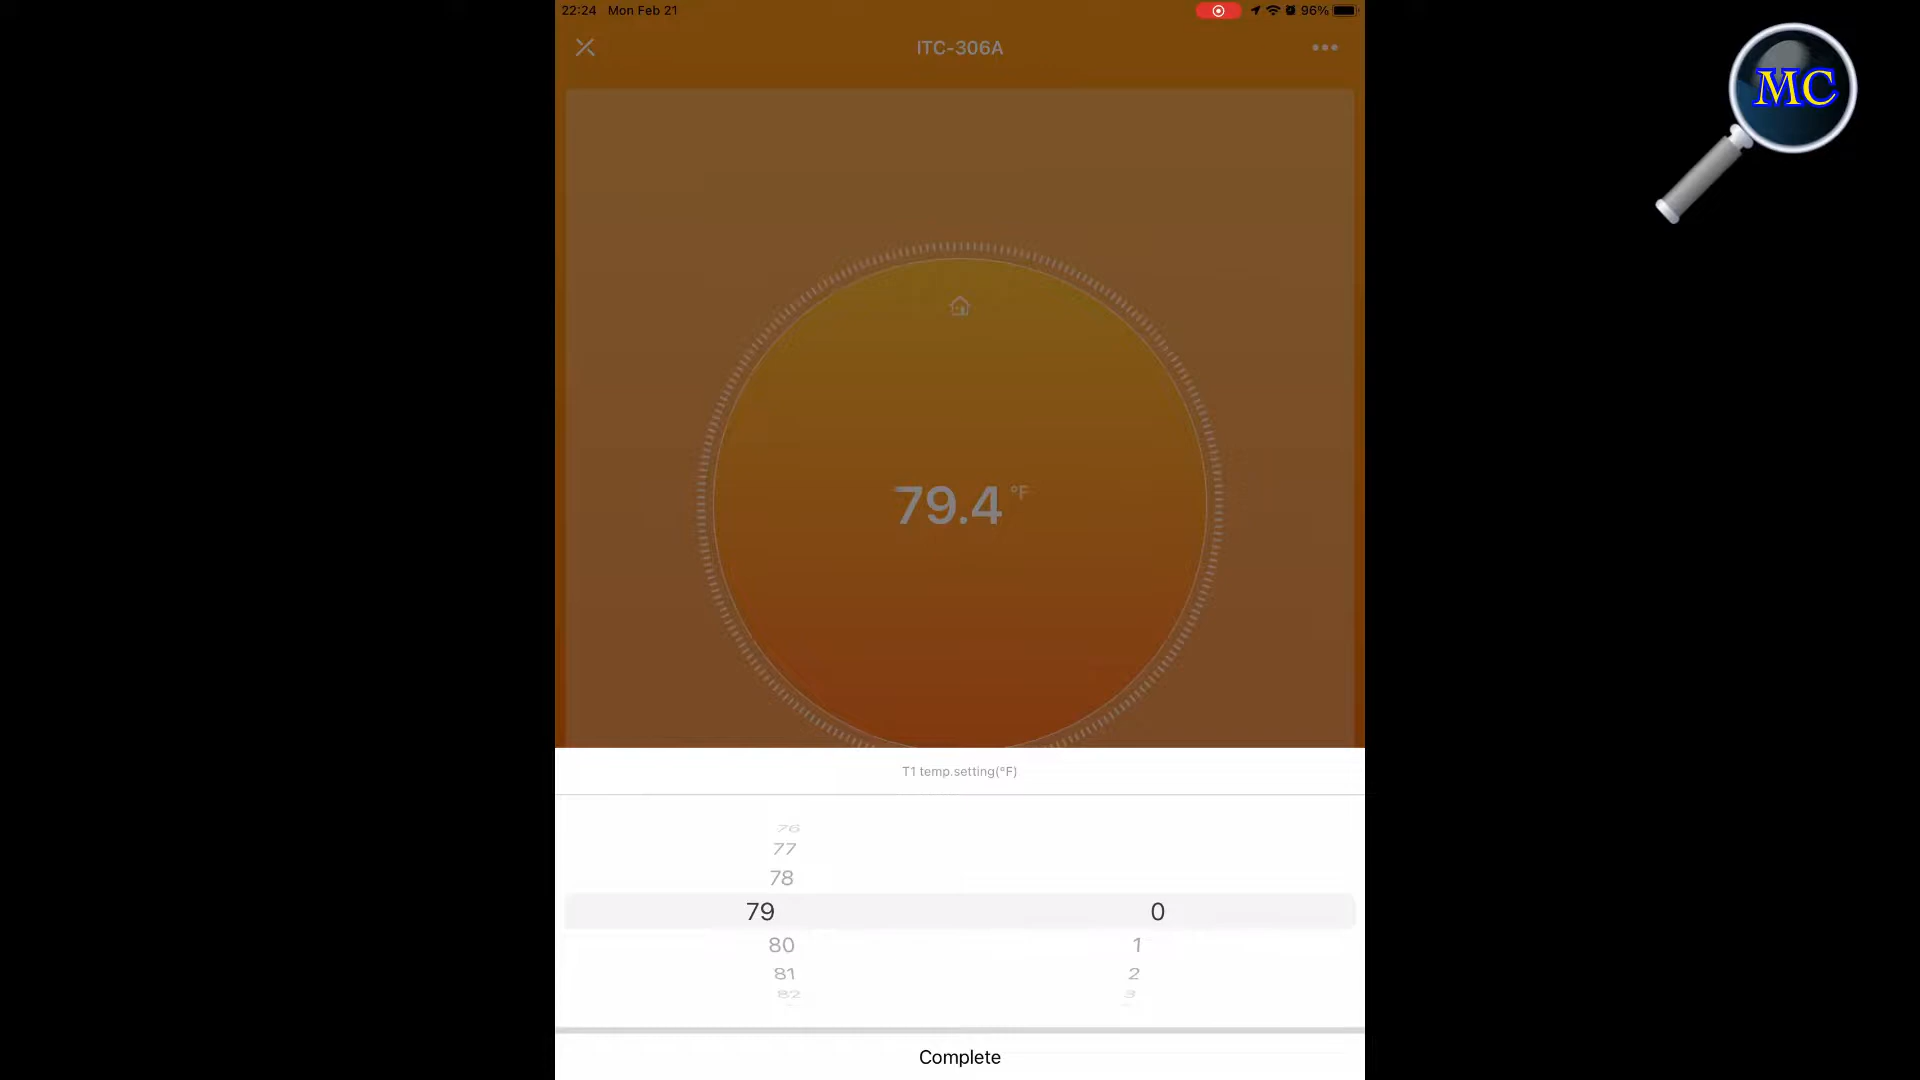 22:24 Mon Feb 21
96%
ITC-306A
MC
79.4 °F
T1 temp.setting(°F)
76
77
78
79 0
80 1
81 2
82 3
Complete